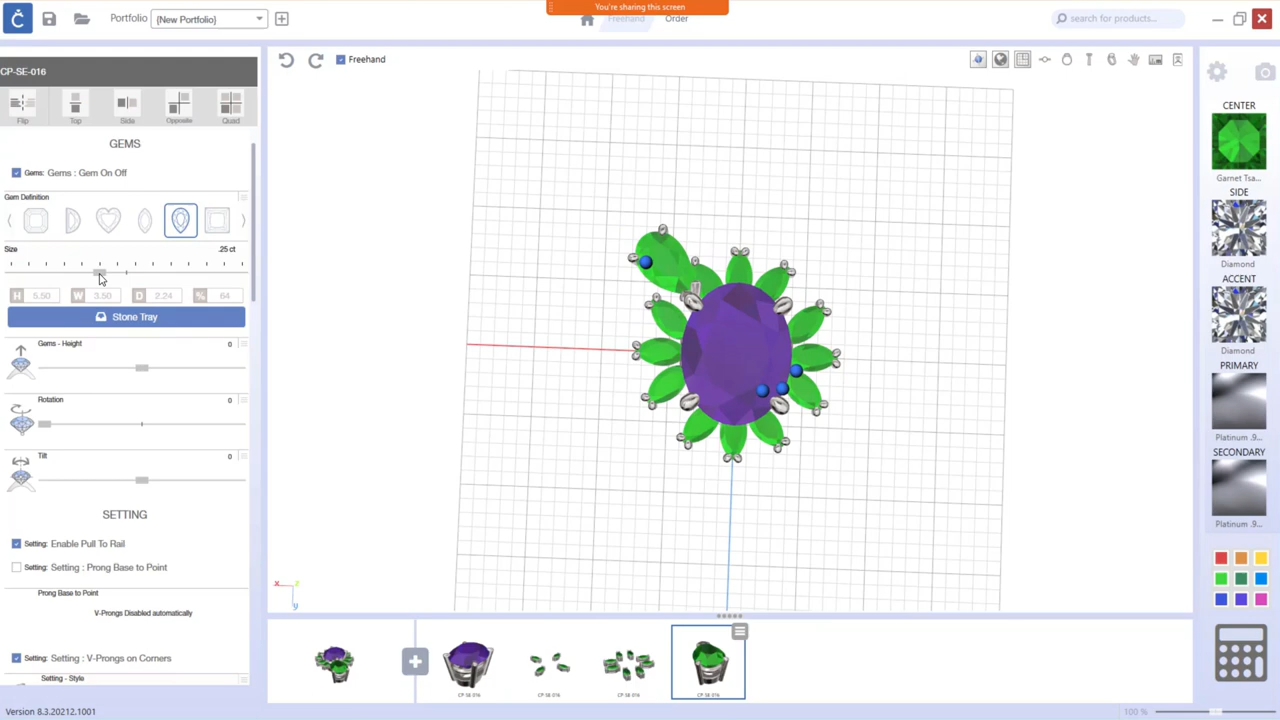 You're sharing this screen
Portfolio {New Portfolio}
Freehand
Order
search for products...
CP-SE-016
Flip Top Side Opposite Quad
Freehand
GEMS
Gems: Gems : Gem On Off
Gem Definition
Size .25 ct
H 5.50 W 3.50 D 2.24 % 64
Stone Tray
Gems - Height 0
Rotation 0
Tilt 0
SETTING
Setting: Enable Pull To Rail
Setting: Setting : Prong Base to Point
Prong Base to Point
V-Prongs Disabled automatically
Setting: Setting : V-Prongs on Corners
Setting - Style
CENTER
Garnet Tsa...
SIDE
Diamond
ACCENT
Diamond
PRIMARY
Platinum .9...
SECONDARY
Platinum .9...
x z
y
CP-SE-016 CP-SE-016 CP-SE-016 CP-SE-016
Version 8.3.20212.1001
100 %